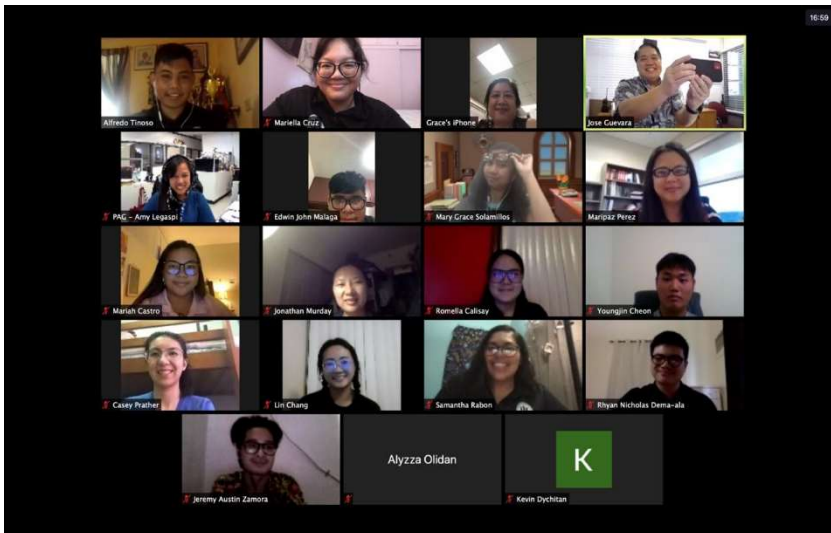 16:59
Alfredo Tinoso
Mariella Cruz
Grace's iPhone
Jose Guevara
PAG - Amy Legaspi
Edwin John Malaga
Mary Grace Solamillos
Maripaz Perez
Mariah Castro
Jonathan Murday
Romella Calisay
Youngjin Cheon
Casey Prather
Lin Chang
Samantha Rabon
Rhyan Nicholas Dema-ala
Jeremy Austin Zamora
Alyzza Olidan
K
Kevin Dychitan